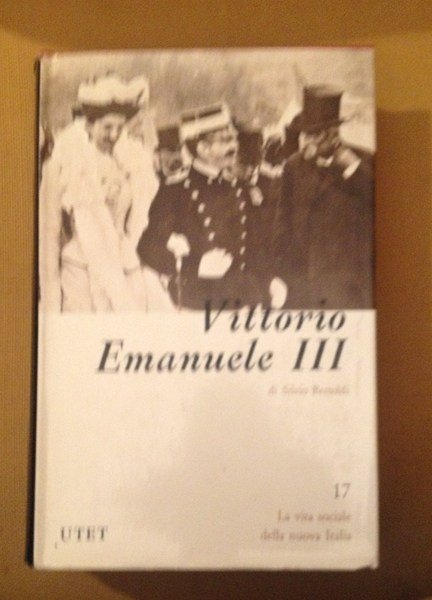 Vittorio
Emanuele III
di Silvio Bertoldi
17
La vita sociale
della nuova Italia
UTET